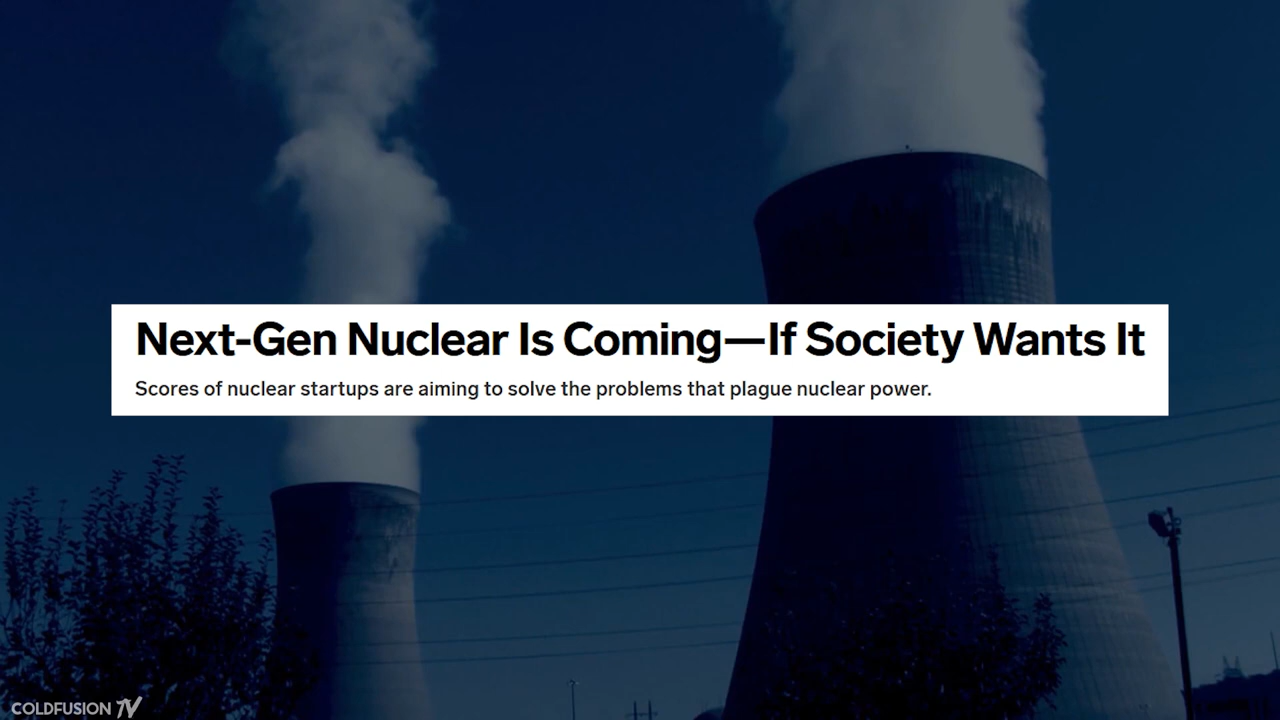 Next-Gen Nuclear Is Coming—If Society Wants It
Scores of nuclear startups are aiming to solve the problems that plague nuclear power.
COLDFUSION TV